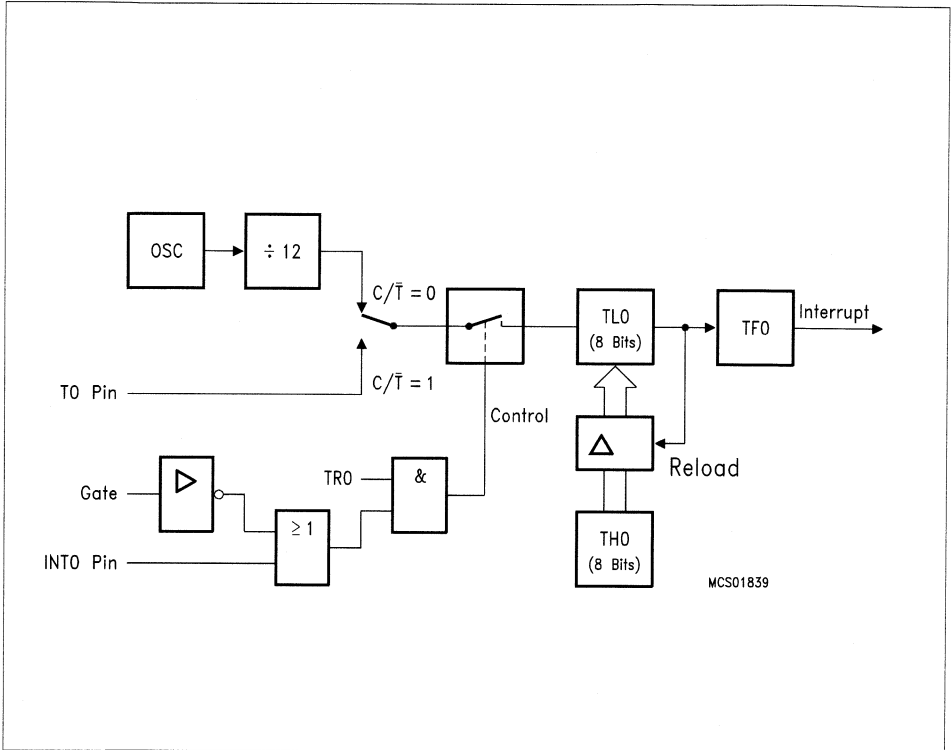 OSC
÷ 12
C/T̅ = 0
TL0
(8 Bits)
TF0
Interrupt
T0 Pin
C/T̅ = 1
Control
Reload
Gate
TR0
&
≥ 1
INT0 Pin
TH0
(8 Bits)
MCS01839